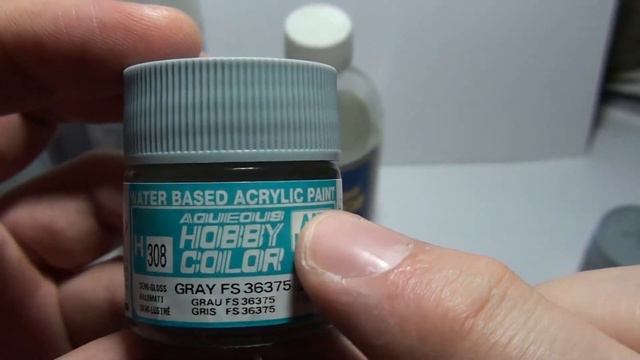 WATER BASED ACRYLIC PAINT
AQUEOUS
HOBBY
COLOR
H 308
SEMI-GLOSS
GRAY FS 36375
GRAU FS 36375
GRIS FS 36375